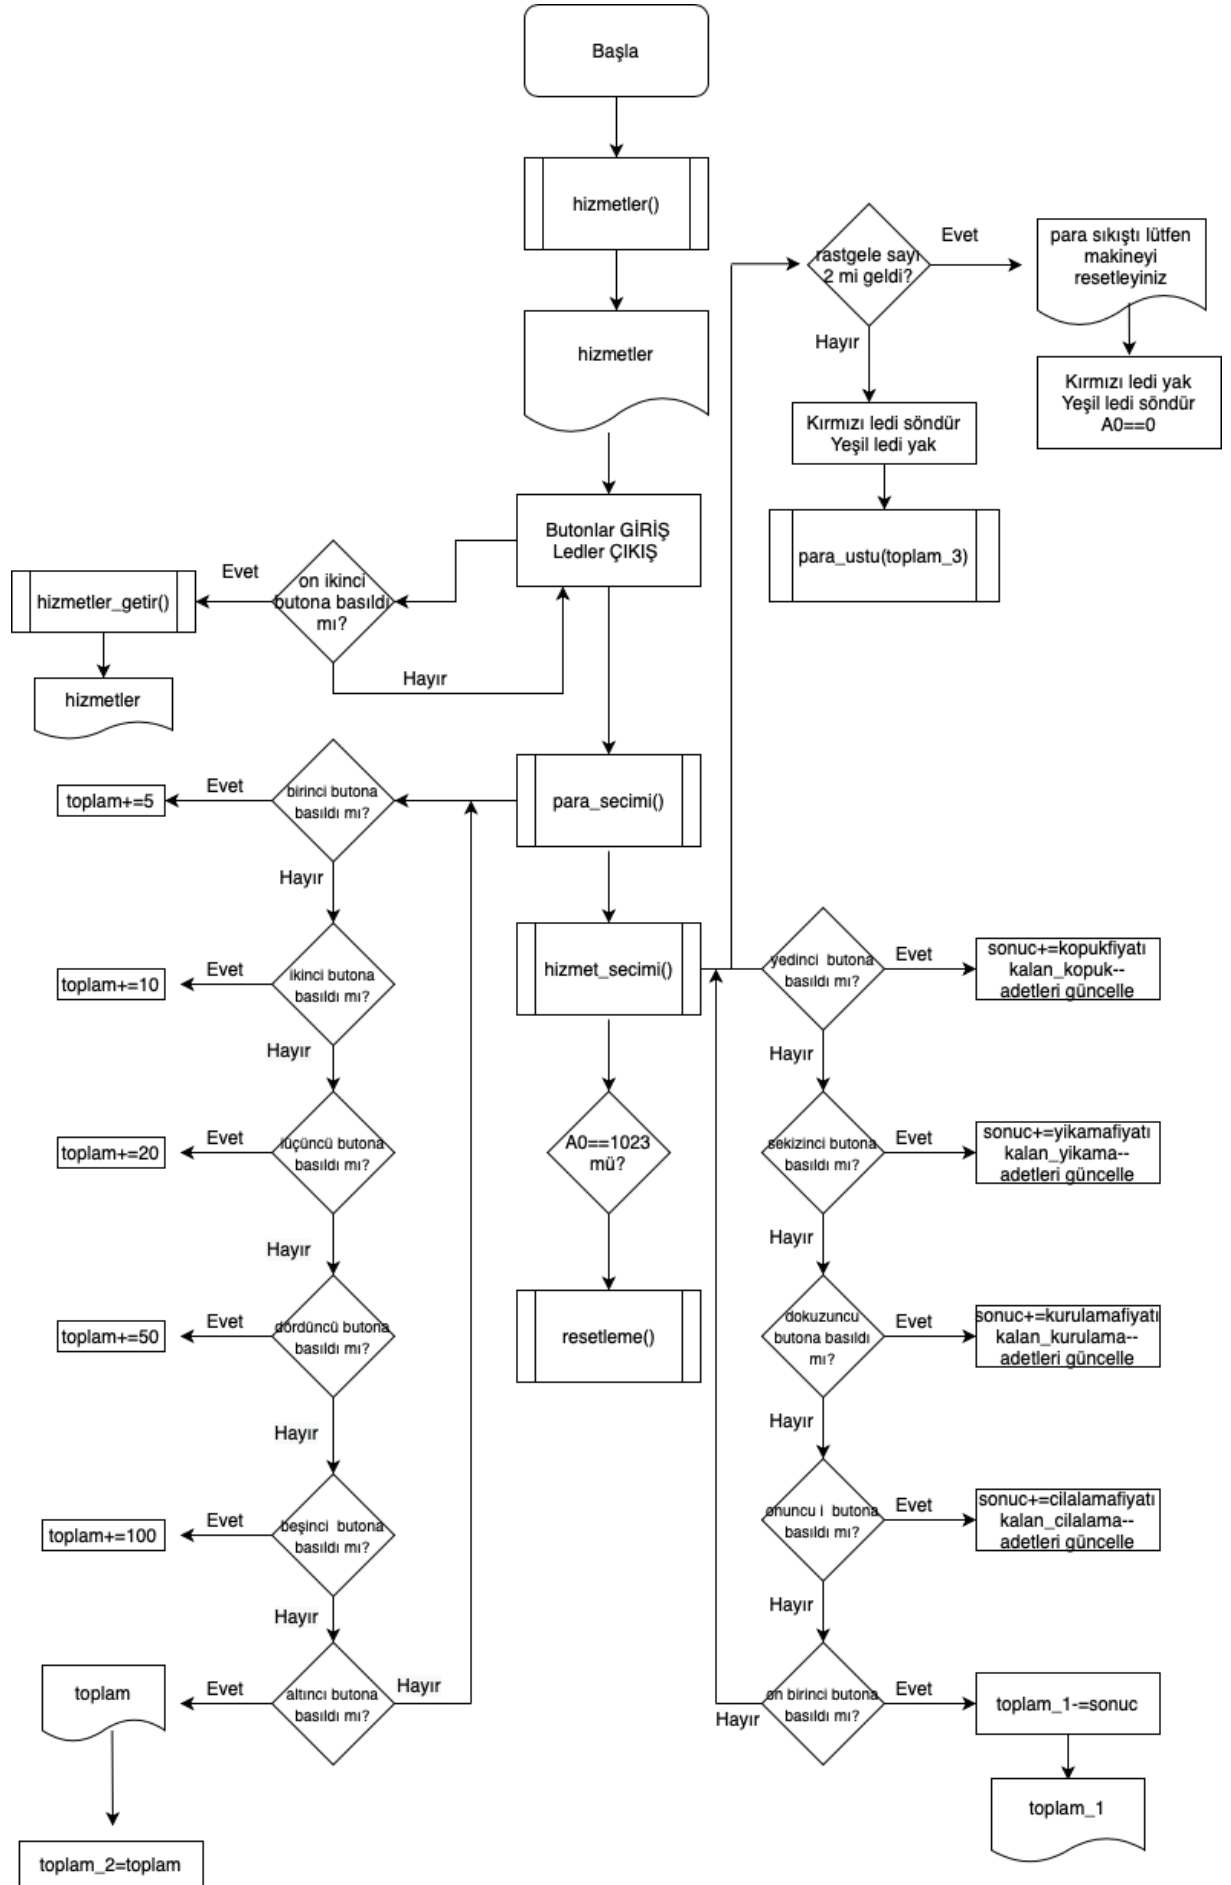 Başla
hizmetler()
hizmetler
Butonlar GİRİŞ
Ledler ÇIKIŞ
on ikinci
butona basıldı
mı?
Evet
Hayır
hizmetler_getir()
hizmetler
rastgele sayı
2 mi geldi?
Evet
Hayır
para sıkıştı lütfen
makineyi
resetleyiniz
Kırmızı ledi yak
Yeşil ledi söndür
A0==0
Kırmızı ledi söndür
Yeşil ledi yak
para_ustu(toplam_3)
para_secimi()
birinci butona
basıldı mı?
Evet
toplam+=5
Hayır
ikinci butona
basıldı mı?
Evet
toplam+=10
Hayır
lüçüncü butona
basıldı mı?
Evet
toplam+=20
Hayır
dördüncü butona
basıldı mı?
Evet
toplam+=50
Hayır
beşinci butona
basıldı mı?
Evet
toplam+=100
Hayır
altıncı butona
basıldı mı?
Evet
Hayır
toplam
toplam_2=toplam
hizmet_secimi()
A0==1023
mü?
resetleme()
yedinci butona
basıldı mı?
Evet
sonuc+=kopukfiyatı
kalan_kopuk--
adetleri güncelle
Hayır
sekizinci butona
basıldı mı?
Evet
sonuc+=yikamafiyatı
kalan_yikama--
adetleri güncelle
Hayır
dokuzuncu
butona basıldı
mı?
Evet
sonuc+=kurulamafiyatı
kalan_kurulama--
adetleri güncelle
Hayır
onuncu i butona
basıldı mı?
Evet
sonuc+=cilalamafiyatı
kalan_cilalama--
adetleri güncelle
Hayır
on birinci butona
basıldı mı?
Evet
Hayır
toplam_1-=sonuc
toplam_1